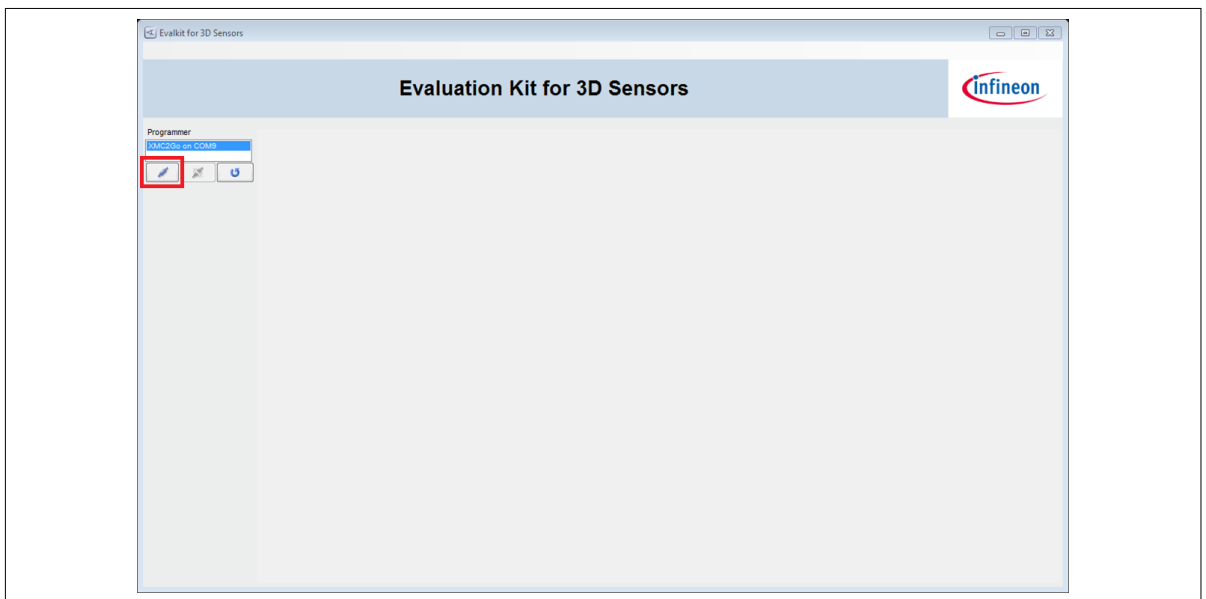 Evalkit for 3D Sensors
Evaluation Kit for 3D Sensors
infineon
Programmer
XMC2Go on COM9